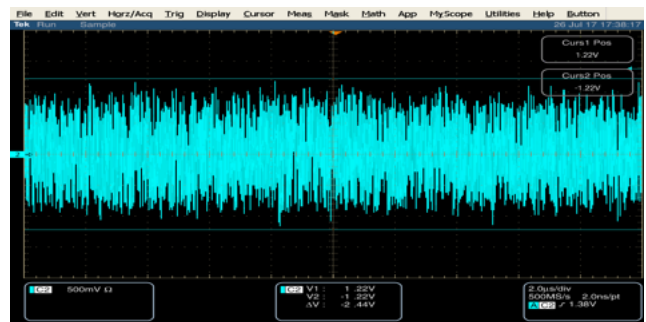 File Edit Vert Horz/Acq Trig Display Cursor Meas Mask Math App MyScope Utilities Help Button
Tek Run Sample 26 Jul 17 17:38:17
Curs1 Pos
1.22V
Curs2 Pos
-1.22V
2
C2 500mV Ω
C2 V1 : 1.22V
V2 : -1.22V
ΔV : -2.44V
2.0μs/div
500MS/s 2.0ns/pt
A C2 / 1.38V